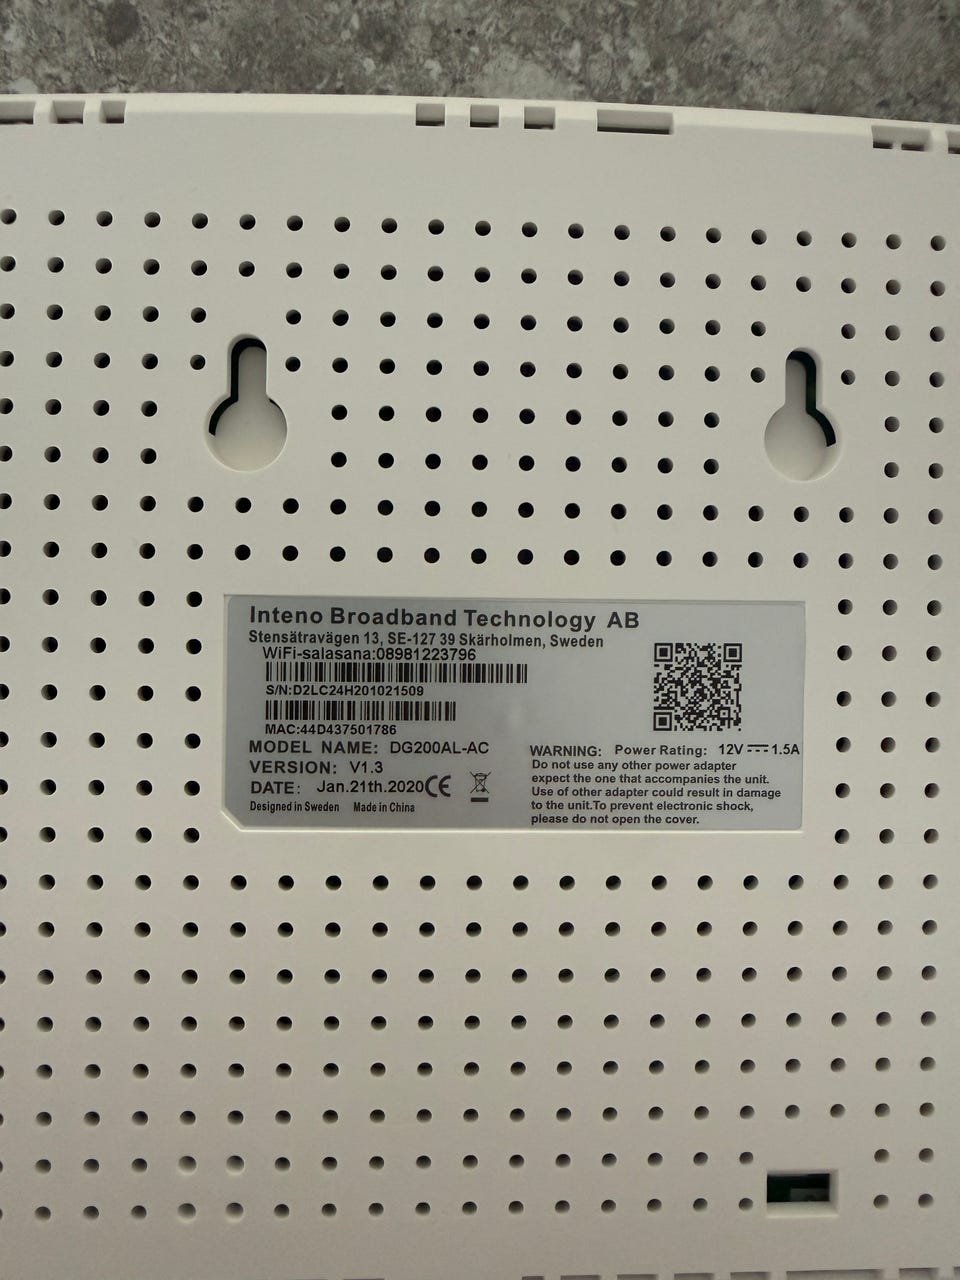 Inteno Broadband Technology AB
Stensätravägen 13, SE-127 39 Skärholmen, Sweden
WiFi-salasana:08981223796
S/N:D2LC24H201021509
MAC:44D437501786
MODEL NAME: DG200AL-AC
VERSION: V1.3
DATE: Jan.21th.2020 CE
Designed in Sweden Made in China
WARNING: Power Rating: 12V 1.5A
Do not use any other power adapter
expect the one that accompanies the unit.
Use of other adapter could result in damage
to the unit.To prevent electronic shock,
please do not open the cover.